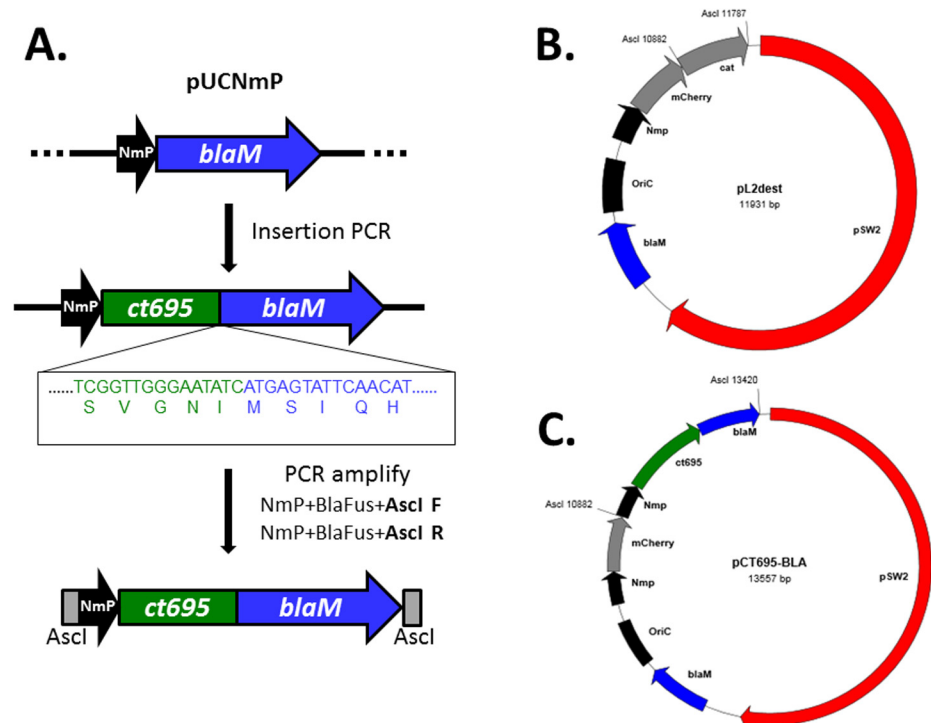 A.
pUCNmP
NmP
blaM
Insertion PCR
NmP
ct695
blaM
......TCGGTTGGGAATATCATGAGTATTCAACAT......
S V G N I M S I Q H
PCR amplify
NmP+BlaFus+AscI F
NmP+BlaFus+AscI R
NmP
ct695
blaM
AscI
AscI
B.
AscI 11787
AscI 10882
cat
mCherry
Nmp
OriC
pL2dest
11931 bp
pSW2
blaM
C.
AscI 13420
blaM
ct695
Nmp
AscI 10882
mCherry
pCT695-BLA
13557 bp
pSW2
Nmp
OriC
blaM